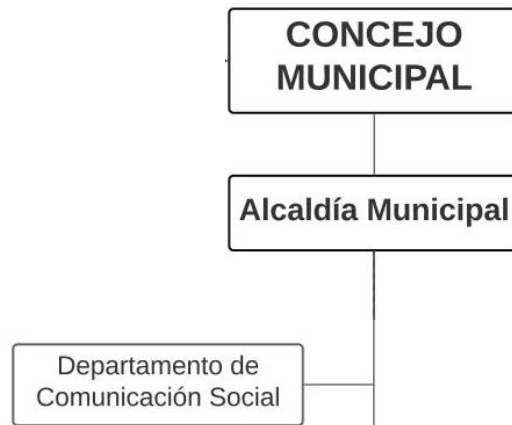 CONCEJO
MUNICIPAL
Alcaldía Municipal
Departamento de
Comunicación Social